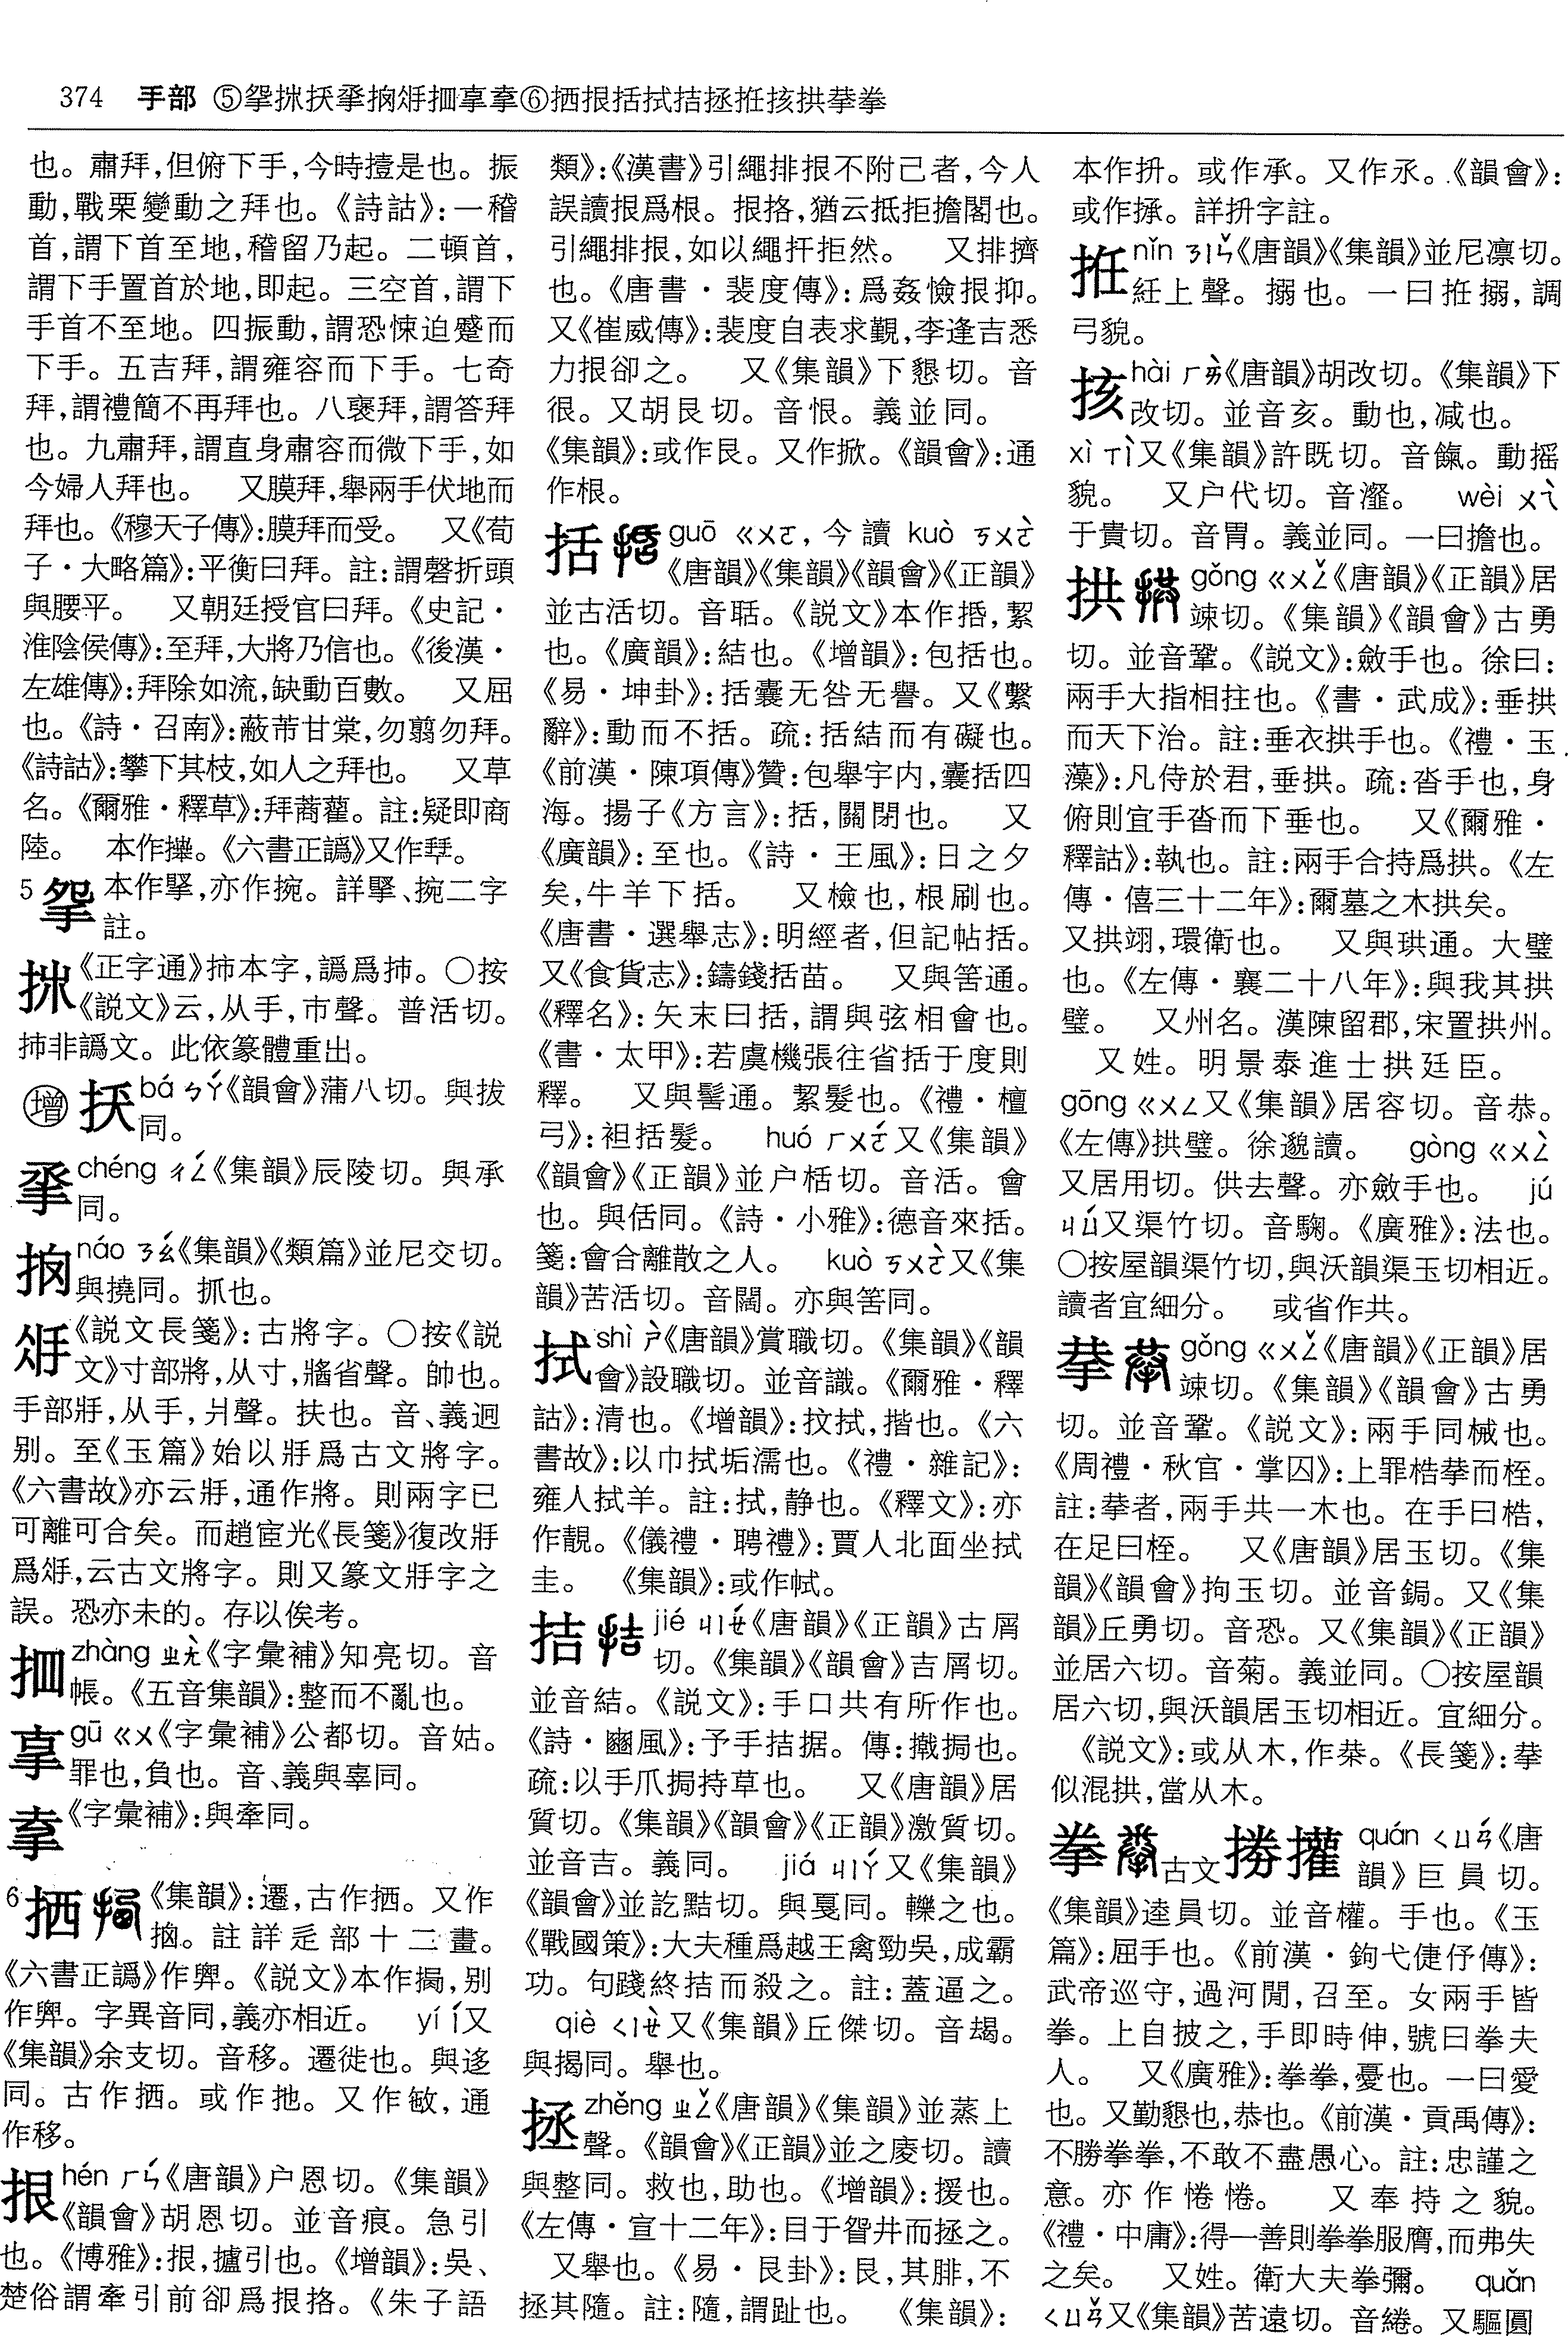 374 手部 ⑤㧴𢪛抚𢪏抝㧜抯㧽㧘⑥拪拫括拭拮拯拰㧡拱拲拳
也。肅拜,但俯下手,今時撎是也。振
動,戰栗變動之拜也。《詩詁》:一稽
首,謂下首至地,稽留乃起。二頓首,
謂下手置首於地,即起。三空首,謂下
手首不至地。四振動,謂恐悚迫蹙而
下手。五吉拜,謂雍容而下手。七奇
拜,謂禮簡不再拜也。八襃拜,謂答拜
也。九肅拜,謂直身肅容而微下手,如
今婦人拜也。 又膜拜,舉兩手伏地而
拜也。《穆天子傳》:膜拜而受。 又《荀
子·大略篇》:平衡曰拜。註:謂磬折頭
與腰平。 又朝廷授官曰拜。《史記·
淮陰侯傳》:至拜,大將乃信也。《後漢·
左雄傳》:拜除如流,缺動百數。 又屈
也。《詩·召南》:蔽芾甘棠,勿翦勿拜。
《詩詁》:攀下其枝,如人之拜也。 又草
名。《爾雅·釋草》:拜蔏藋。註:疑即商
陸。 本作𢷎。《六書正譌》又作𢫶。
5 本作掔,亦作捥。詳掔、捥二字
註。
《正字通》抪本字,譌爲抪。○按
《説文》云,从手,巿聲。普活切。
抪非譌文。此依篆體重出。
增 bá ㄅㄚˊ《韻會》蒲八切。與拔
同。
chéng ㄔㄥˊ《集韻》辰陵切。與承
同。
náo ㄋㄠˊ《集韻》《類篇》並尼交切。
與撓同。抓也。
《説文長箋》:古將字。○按《説
文》寸部將,从寸,牆省聲。帥也。
手部𤕭,从手,爿聲。扶也。音、義迥
别。至《玉篇》始以𤕭爲古文將字。
《六書故》亦云𤕭,通作將。則兩字已
可離可合矣。而趙宧光《長箋》復改𤕭
爲,云古文將字。則又篆文𤕭字之
誤。恐亦未的。存以俟考。
zhàng ㄓㄤˋ《字彙補》知亮切。音
帳。《五音集韻》:整而不亂也。
gū ㄍㄨ《字彙補》公都切。音姑。
罪也,負也。音、義與辜同。
《字彙補》:與牽同。
6 拪 《集韻》:遷,古作拪。又作
㧰。註詳辵部十二畫。
《六書正譌》作𢍱。《説文》本作𢍱,别
作𢍱。字異音同,義亦相近。 yí ㄧˊ又
《集韻》余支切。音移。遷徙也。與迻
同。古作拪。或作扡。又作敏,通
作移。
拫 hén ㄏㄣˊ《唐韻》户恩切。《集韻》
《韻會》胡恩切。並音痕。急引
也。《博雅》:拫,攎引也。《增韻》:吳、
楚俗謂牽引前卻爲拫挌。《朱子語
類》:《漢書》引繩排拫不附己者,今人
誤讀拫爲根。拫挌,猶云抵拒擔閣也。
引繩排拫,如以繩扞拒然。 又排擠
也。《唐書·裴度傳》:爲姦憸拫抑。
又《崔威傳》:裴度自表求覲,李逢吉悉
力拫卻之。 又《集韻》下懇切。音
很。又胡艮切。音恨。義並同。
《集韻》:或作艮。又作掀。《韻會》:通
作根。
括 guō ㄍㄨㄛ,今讀 kuò ㄎㄨㄛˋ
《唐韻》《集韻》《韻會》《正韻》
並古活切。音聒。《説文》本作㨯,絜
也。《廣韻》:結也。《增韻》:包括也。
《易·坤卦》:括囊无咎无譽。又《繫
辭》:動而不括。疏:括結而有礙也。
《前漢·陳項傳》贊:包舉宇内,囊括四
海。揚子《方言》:括,關閉也。 又
《廣韻》:至也。《詩·王風》:日之夕
矣,牛羊下括。 又檢也,根刷也。
《唐書·選舉志》:明經者,但記帖括。
又《食貨志》:鑄錢括苗。 又與筈通。
《釋名》:矢末曰括,謂與弦相會也。
《書·太甲》:若虞機張往省括于度則
釋。 又與髺通。絜髮也。《禮·檀
弓》:袒括髮。 huó ㄏㄨㄛˊ又《集韻》
《韻會》《正韻》並户栝切。音活。會
也。與佸同。《詩·小雅》:德音來括。
箋:會合離散之人。 kuò ㄎㄨㄛˋ又《集
韻》苦活切。音闊。亦與筈同。
拭 shì ㄕˋ《唐韻》賞職切。《集韻》《韻
會》設職切。並音識。《爾雅·釋
詁》:清也。《增韻》:抆拭,揩也。《六
書故》:以巾拭垢濡也。《禮·雜記》:
雍人拭羊。註:拭,静也。《釋文》:亦
作靚。《儀禮·聘禮》:賈人北面坐拭
圭。 《集韻》:或作㡁。
拮 jié ㄐㄧㄝˊ《唐韻》《正韻》古屑
切。《集韻》《韻會》吉屑切。
並音結。《説文》:手口共有所作也。
《詩·豳風》:予手拮据。傳:撠挶也。
疏:以手爪挶持草也。 又《唐韻》居
質切。《集韻》《韻會》《正韻》激質切。
並音吉。義同。 jiá ㄐㄧㄚˊ又《集韻》
《韻會》並訖黠切。與戛同。轢之也。
《戰國策》:大夫種爲越王禽勁吳,成霸
功。句踐終拮而殺之。註:蓋逼之。
qiè ㄑㄧㄝˋ又《集韻》丘傑切。音朅。
與揭同。舉也。
拯 zhěng ㄓㄥˇ《唐韻》《集韻》並蒸上
聲。《韻會》《正韻》並之庱切。讀
與整同。救也,助也。《增韻》:援也。
《左傳·宣十二年》:目于眢井而拯之。
又舉也。《易·艮卦》:艮,其腓,不
拯其隨。註:隨,謂趾也。 《集韻》:
本作抍。或作承。又作氶。《韻會》:
或作㨒。詳抍字註。
拰 nǐn ㄋㄧㄣˇ《唐韻》《集韻》並尼凛切。
紝上聲。搦也。一曰拰搦,調
弓貌。
㧡 hài ㄏㄞˋ《唐韻》胡改切。《集韻》下
改切。並音亥。動也,减也。
xì ㄒㄧˋ又《集韻》許既切。音餼。動摇
貌。 又户代切。音瀣。 wèi ㄨㄟˋ
于貴切。音胃。義並同。一曰擔也。
拱 gǒng ㄍㄨㄥˇ《唐韻》《正韻》居
竦切。《集韻》《韻會》古勇
切。並音鞏。《説文》:斂手也。徐曰:
兩手大指相拄也。《書·武成》:垂拱
而天下治。註:垂衣拱手也。《禮·玉
藻》:凡侍於君,垂拱。疏:沓手也,身
俯則宜手沓而下垂也。 又《爾雅·
釋詁》:執也。註:兩手合持爲拱。《左
傳·僖三十二年》:爾墓之木拱矣。
又拱翊,環衛也。 又與珙通。大璧
也。《左傳·襄二十八年》:與我其拱
璧。 又州名。漢陳留郡,宋置拱州。
又姓。明景泰進士拱廷臣。
gōng ㄍㄨㄥ又《集韻》居容切。音恭。
《左傳》拱璧。徐邈讀。 gòng ㄍㄨㄥˋ
又居用切。供去聲。亦斂手也。 jú
ㄐㄩˊ又渠竹切。音鞠。《廣雅》:法也。
○按屋韻渠竹切,與沃韻渠玉切相近。
讀者宜細分。 或省作共。
拲 gǒng ㄍㄨㄥˇ《唐韻》《正韻》居
竦切。《集韻》《韻會》古勇
切。並音鞏。《説文》:兩手同械也。
《周禮·秋官·掌囚》:上罪梏拲而桎。
註:拲者,兩手共一木也。在手曰梏,
在足曰桎。 又《唐韻》居玉切。《集
韻》《韻會》拘玉切。並音鋦。又《集
韻》丘勇切。音恐。又《集韻》《正韻》
並居六切。音菊。義並同。○按屋韻
居六切,與沃韻居玉切相近。宜細分。
《説文》:或从木,作㭟。《長箋》:拲
似混拱,當从木。
拳 古文𢮗㩲 quán ㄑㄩㄢˊ《唐
韻》巨員切。
《集韻》逵員切。並音權。手也。《玉
篇》:屈手也。《前漢·鉤弋倢伃傳》:
武帝巡守,過河閒,召至。女兩手皆
拳。上自披之,手即時伸,號曰拳夫
人。 又《廣雅》:拳拳,憂也。一曰愛
也。又勤懇也,恭也。《前漢·貢禹傳》:
不勝拳拳,不敢不盡愚心。註:忠謹之
意。亦作惓惓。 又奉持之貌。
《禮·中庸》:得一善則拳拳服膺,而弗失
之矣。 又姓。衛大夫拳彌。 quǎn
ㄑㄩㄢˇ又《集韻》苦遠切。音綣。又驅圓